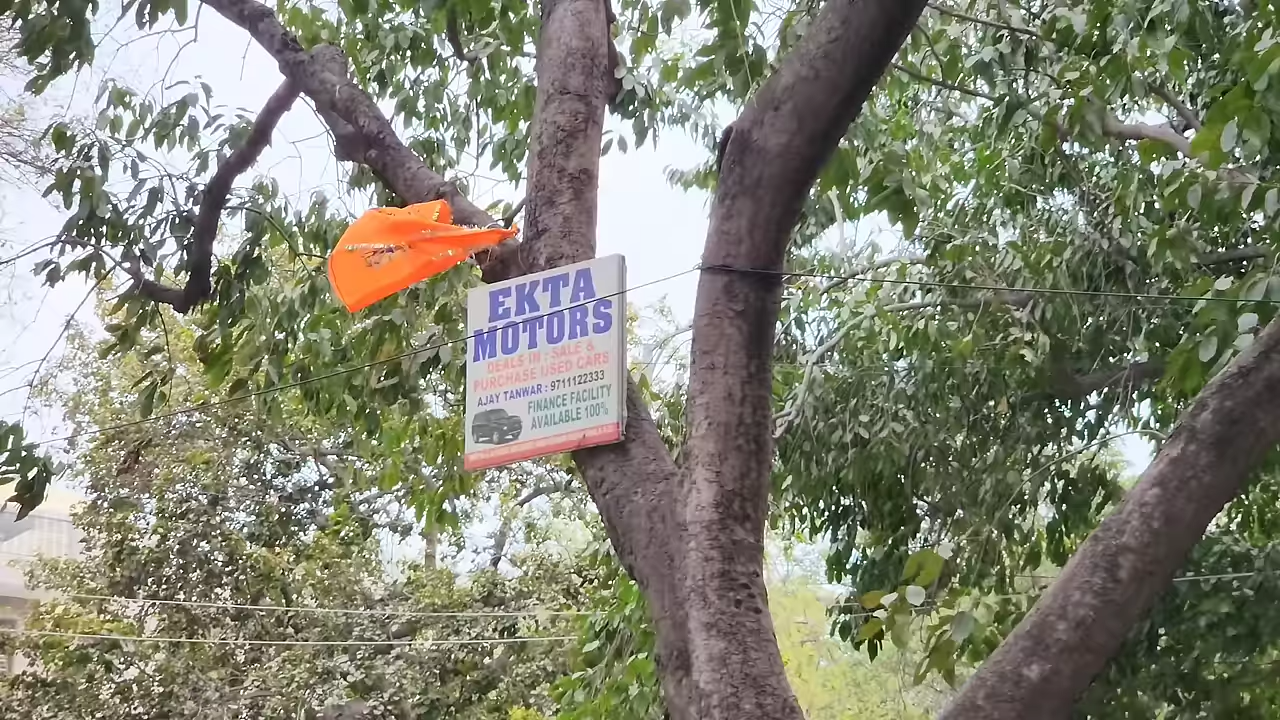 EKTA
MOTORS
DEALS IN : SALE &
PURCHASE USED CARS
AJAY TANWAR : 9711122333
FINANCE FACILITY
AVAILABLE 100%